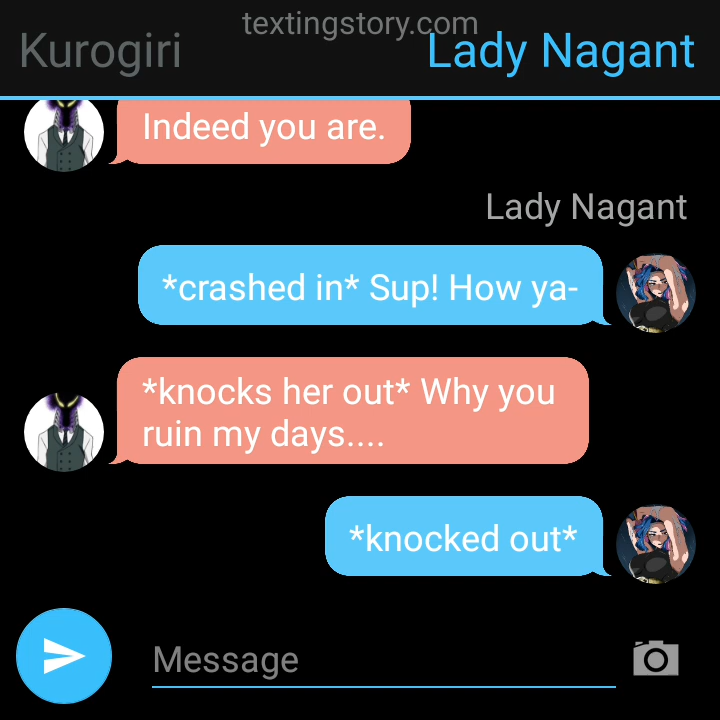 textingstory.com
Kurogiri
Lady Nagant
Indeed you are.
Lady Nagant
*crashed in* Sup! How ya-
*knocks her out* Why you
ruin my days....
*knocked out*
Message